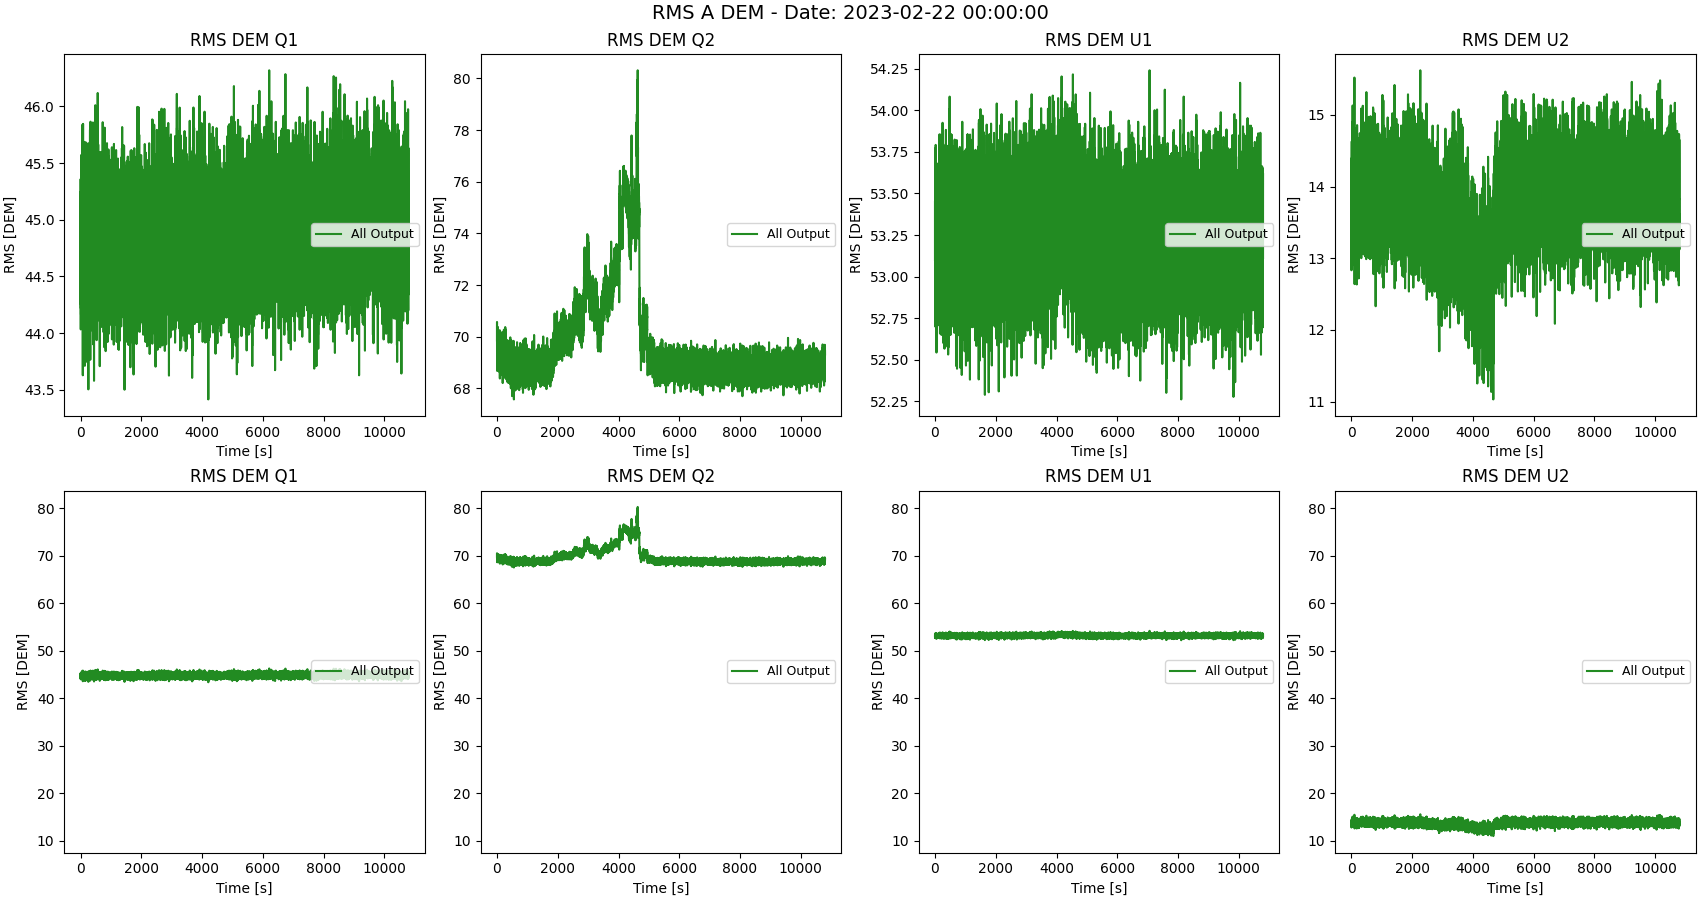 RMS A DEM - Date: 2023-02-22 00:00:00
RMS DEM Q1
RMS [DEM]
46.0
45.5
45.0
44.5
44.0
43.5
0 2000 4000 6000 8000 10000
Time [s]
All Output
RMS DEM Q2
RMS [DEM]
80
78
76
74
72
70
68
0 2000 4000 6000 8000 10000
Time [s]
All Output
RMS DEM U1
RMS [DEM]
54.25
54.00
53.75
53.50
53.25
53.00
52.75
52.50
52.25
0 2000 4000 6000 8000 10000
Time [s]
All Output
RMS DEM U2
RMS [DEM]
15
14
13
12
11
0 2000 4000 6000 8000 10000
Time [s]
All Output
RMS DEM Q1
RMS [DEM]
80
70
60
50
40
30
20
10
0 2000 4000 6000 8000 10000
Time [s]
All Output
RMS DEM Q2
RMS [DEM]
80
70
60
50
40
30
20
10
0 2000 4000 6000 8000 10000
Time [s]
All Output
RMS DEM U1
RMS [DEM]
80
70
60
50
40
30
20
10
0 2000 4000 6000 8000 10000
Time [s]
All Output
RMS DEM U2
RMS [DEM]
80
70
60
50
40
30
20
10
0 2000 4000 6000 8000 10000
Time [s]
All Output